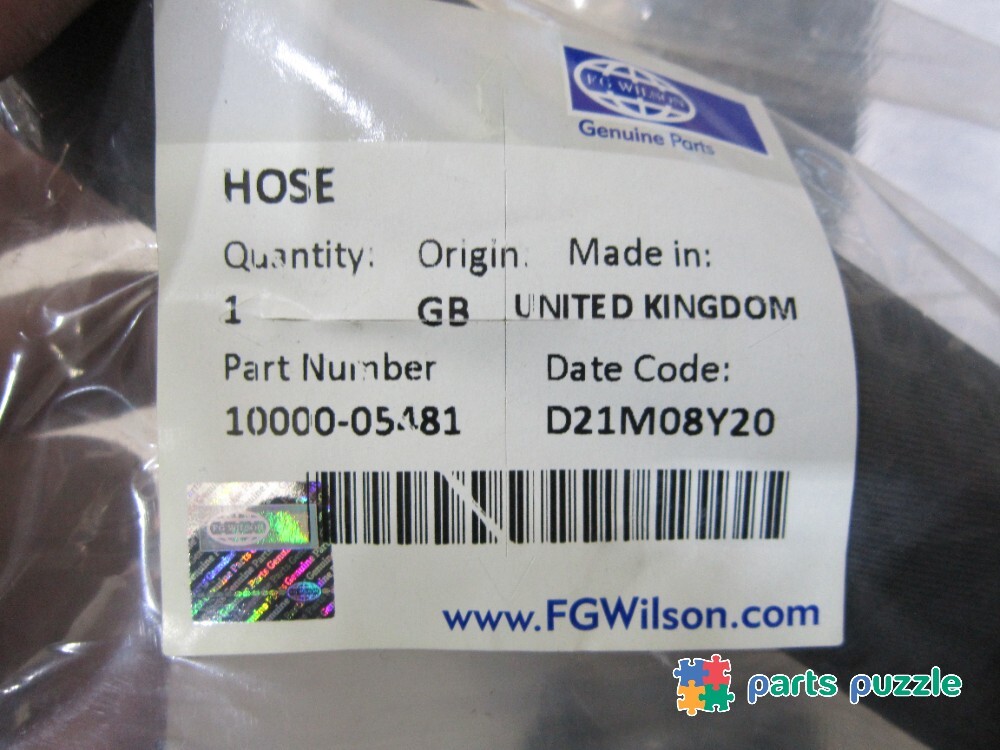 FG WILSON
Genuine Parts
HOSE
Quantity: Origin: Made in:
1 GB UNITED KINGDOM
Part Number Date Code:
10000-05481 D21M08Y20
www.FGWilson.com
parts puzzle